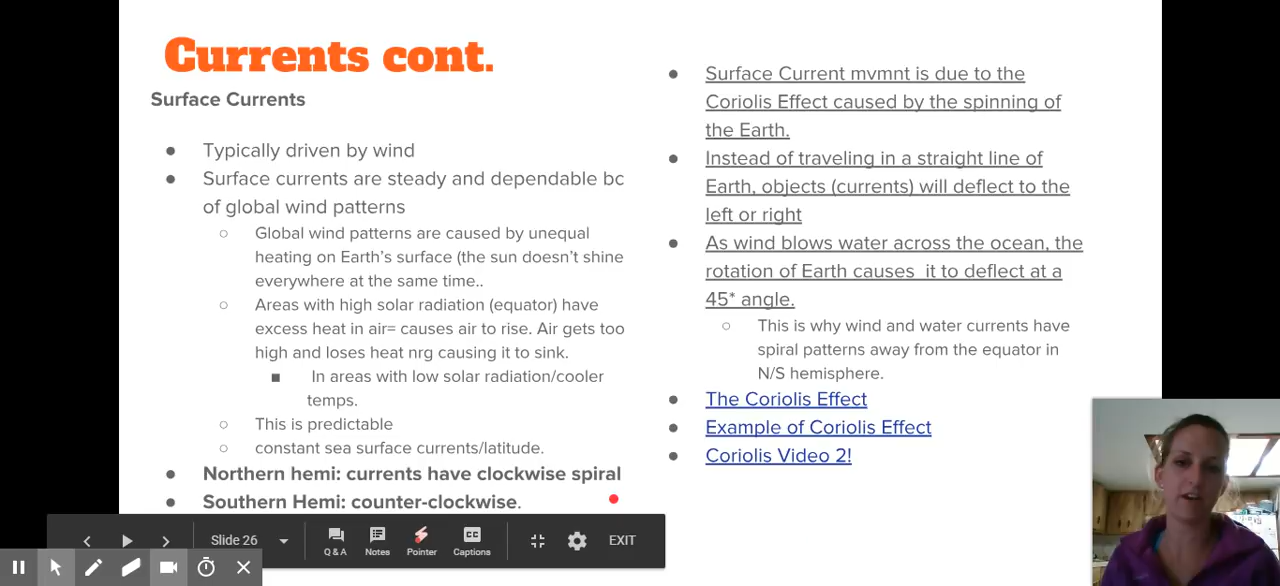 Currents cont.
Surface Currents
● Typically driven by wind
● Surface currents are steady and dependable bc
of global wind patterns
○ Global wind patterns are caused by unequal
heating on Earth's surface (the sun doesn't shine
everywhere at the same time..
○ Areas with high solar radiation (equator) have
excess heat in air= causes air to rise. Air gets too
high and loses heat nrg causing it to sink.
■ In areas with low solar radiation/cooler
temps.
○ This is predictable
○ constant sea surface currents/latitude.
● Northern hemi: currents have clockwise spiral
● Southern Hemi: counter-clockwise.
● Surface Current mvmnt is due to the
Coriolis Effect caused by the spinning of
the Earth.
● Instead of traveling in a straight line of
Earth, objects (currents) will deflect to the
left or right
● As wind blows water across the ocean, the
rotation of Earth causes  it to deflect at a
45* angle.
○ This is why wind and water currents have
spiral patterns away from the equator in
N/S hemisphere.
● The Coriolis Effect
● Example of Coriolis Effect
● Coriolis Video 2!
Slide 26
Q & A
Notes
Pointer
CC
Captions
EXIT